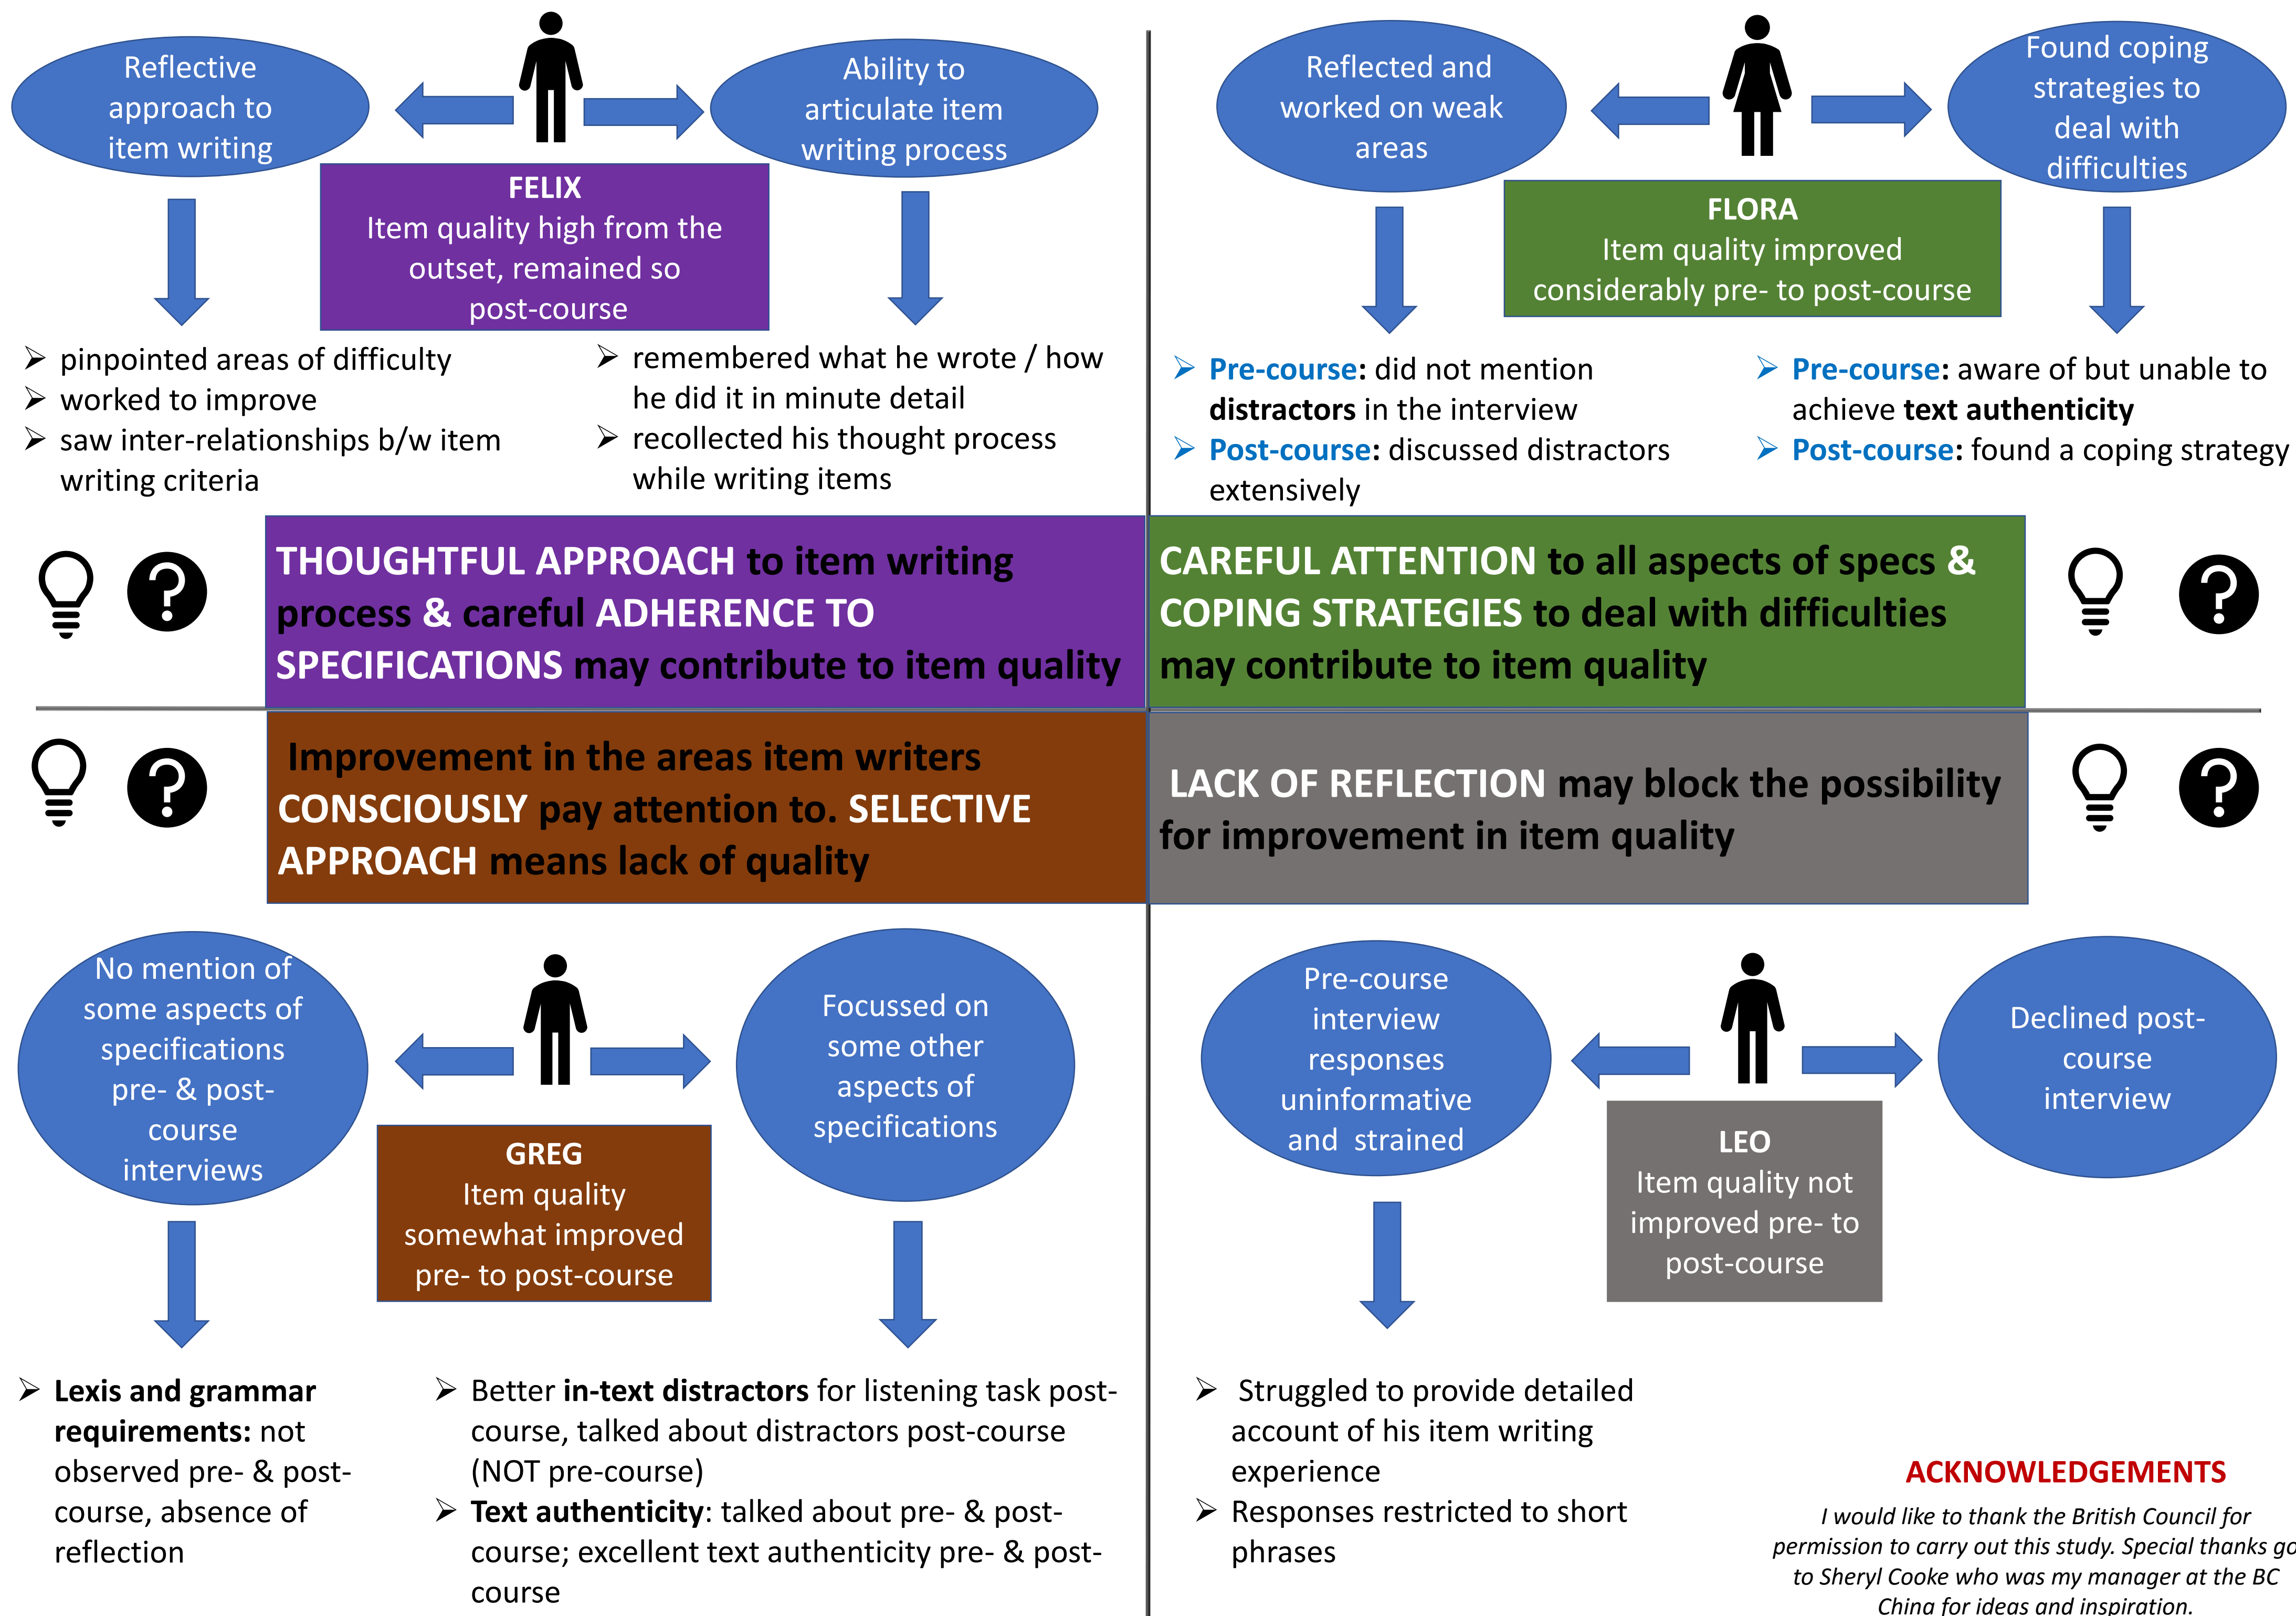 Reflective
approach to
item writing
Ability to
articulate item
writing process
FELIX
Item quality high from the
outset, remained so
post-course
➢ pinpointed areas of difficulty
➢ worked to improve
➢ saw inter-relationships b/w item
writing criteria
➢ remembered what he wrote / how
he did it in minute detail
➢ recollected his thought process
while writing items
Reflected and
worked on weak
areas
Found coping
strategies to
deal with
difficulties
FLORA
Item quality improved
considerably pre- to post-course
➢ Pre-course: did not mention
distractors in the interview
➢ Post-course: discussed distractors
extensively
➢ Pre-course: aware of but unable to
achieve text authenticity
➢ Post-course: found a coping strategy
?
THOUGHTFUL APPROACH to item writing
process & careful ADHERENCE TO
SPECIFICATIONS may contribute to item quality
CAREFUL ATTENTION to all aspects of specs &
COPING STRATEGIES to deal with difficulties
may contribute to item quality
?
?
Improvement in the areas item writers
CONSCIOUSLY pay attention to. SELECTIVE
APPROACH means lack of quality
LACK OF REFLECTION may block the possibility
for improvement in item quality
?
No mention of
some aspects of
specifications
pre- & post-
course
interviews
Focussed on
some other
aspects of
specifications
GREG
Item quality
somewhat improved
pre- to post-course
➢ Lexis and grammar
requirements: not
observed pre- & post-
course, absence of
reflection
➢ Better in-text distractors for listening task post-
course, talked about distractors post-course
(NOT pre-course)
➢ Text authenticity: talked about pre- & post-
course; excellent text authenticity pre- & post-
course
Pre-course
interview
responses
uninformative
and strained
Declined post-
course
interview
LEO
Item quality not
improved pre- to
post-course
➢ Struggled to provide detailed
account of his item writing
experience
➢ Responses restricted to short
phrases
ACKNOWLEDGEMENTS
I would like to thank the British Council for
permission to carry out this study. Special thanks go
to Sheryl Cooke who was my manager at the BC
China for ideas and inspiration.